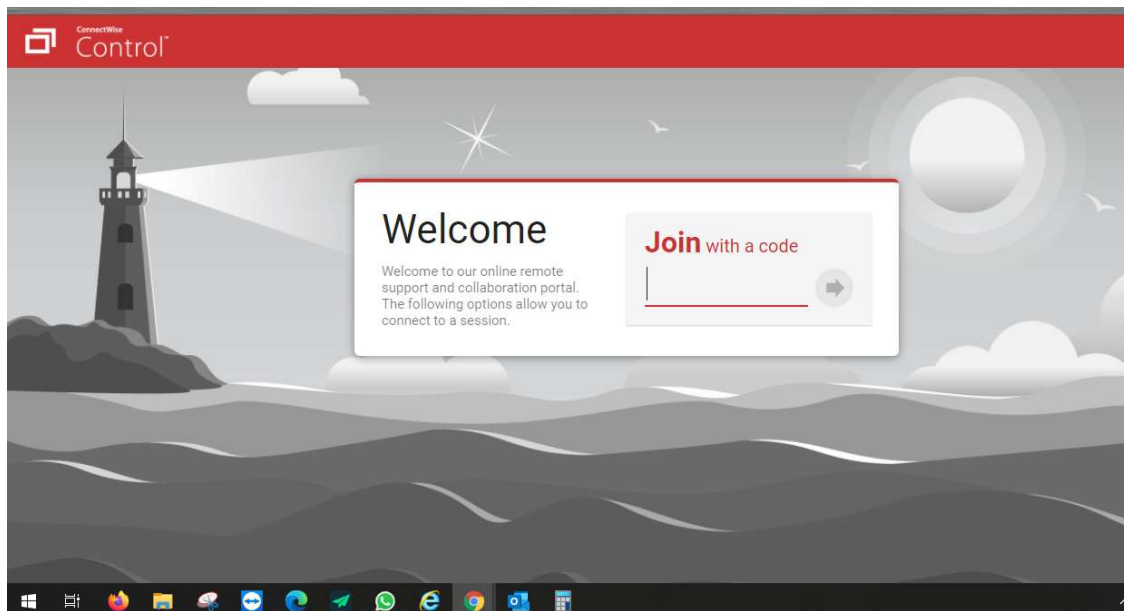 ConnectWise
Control™
Welcome
Welcome to our online remote
support and collaboration portal.
The following options allow you to
connect to a session.
Join with a code